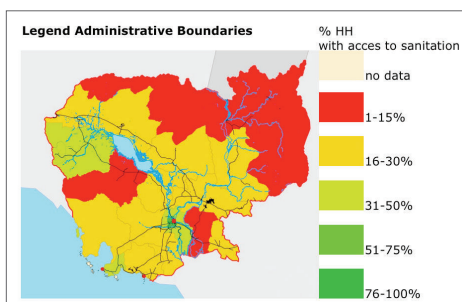 Legend Administrative Boundaries
% HH
with acces to sanitation
no data
1-15%
16-30%
31-50%
51-75%
76-100%